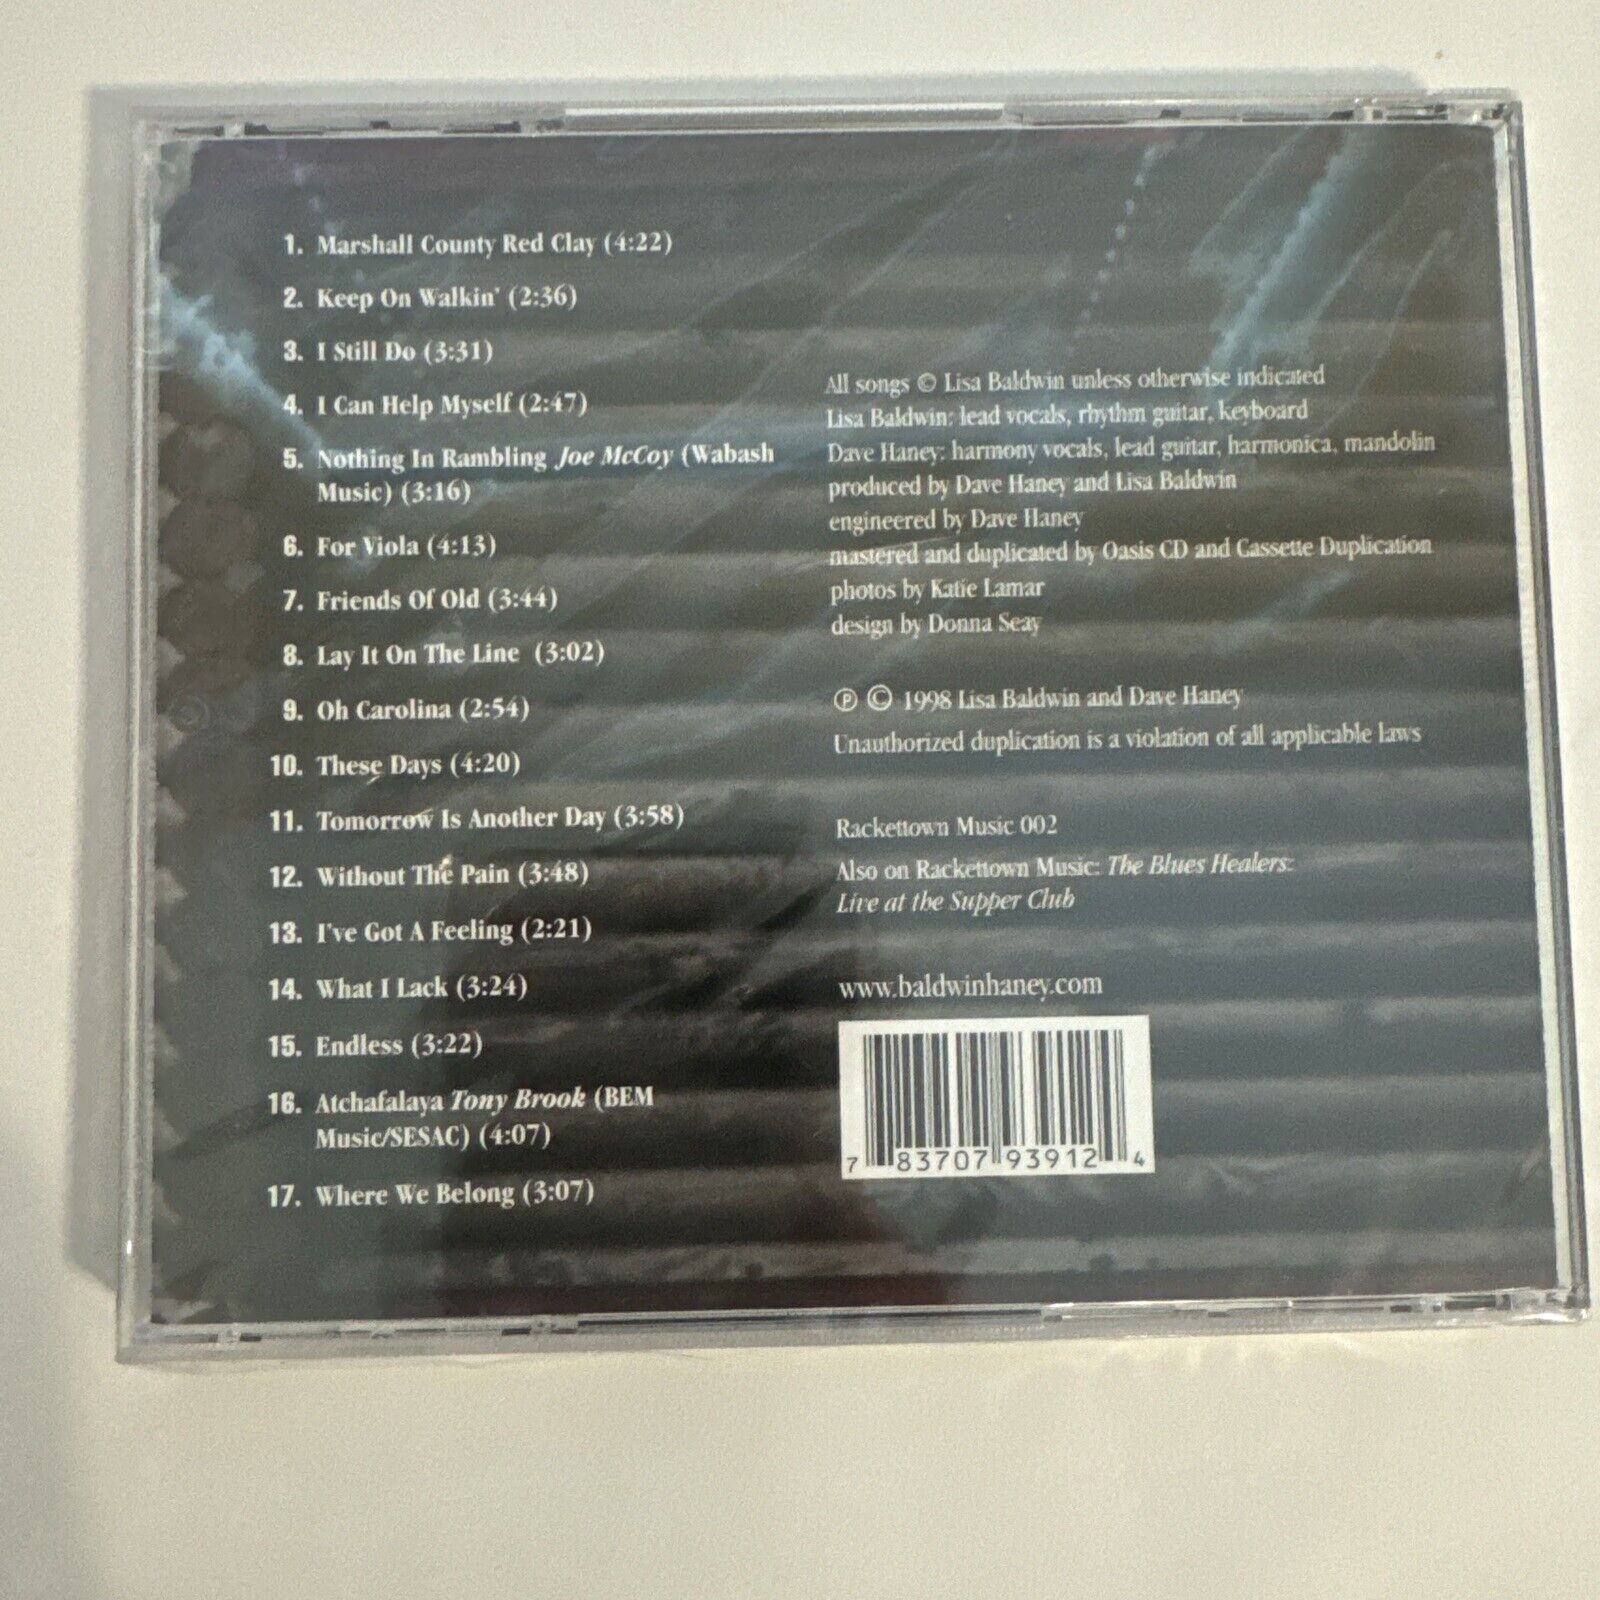 1. Marshall County Red Clay (4:22)
2. Keep On Walkin' (2:36)
3. I Still Do (3:31)
4. I Can Help Myself (2:47)
5. Nothing In Rambling Joe McCoy (Wabash
Music) (3:16)
6. For Viola (4:13)
7. Friends Of Old (3:44)
8. Lay It On The Line (3:02)
9. Oh Carolina (2:54)
10. These Days (4:20)
11. Tomorrow Is Another Day (3:58)
12. Without The Pain (3:48)
13. I've Got A Feeling (2:21)
14. What I Lack (3:24)
15. Endless (3:22)
16. Atchafalaya Tony Brook (BEM
Music/SESAC) (4:07)
17. Where We Belong (3:07)
All songs © Lisa Baldwin unless otherwise indicated
Lisa Baldwin: lead vocals, rhythm guitar, keyboard
Dave Haney: harmony vocals, lead guitar, harmonica, mandolin
produced by Dave Haney and Lisa Baldwin
engineered by Dave Haney
mastered and duplicated by Oasis CD and Cassette Duplication
photos by Katie Lamar
design by Donna Seay
℗ © 1998 Lisa Baldwin and Dave Haney
Unauthorized duplication is a violation of all applicable laws
Rackettown Music 002
Also on Rackettown Music: The Blues Healers:
Live at the Supper Club
www.baldwinhaney.com
7 83707 93912 4